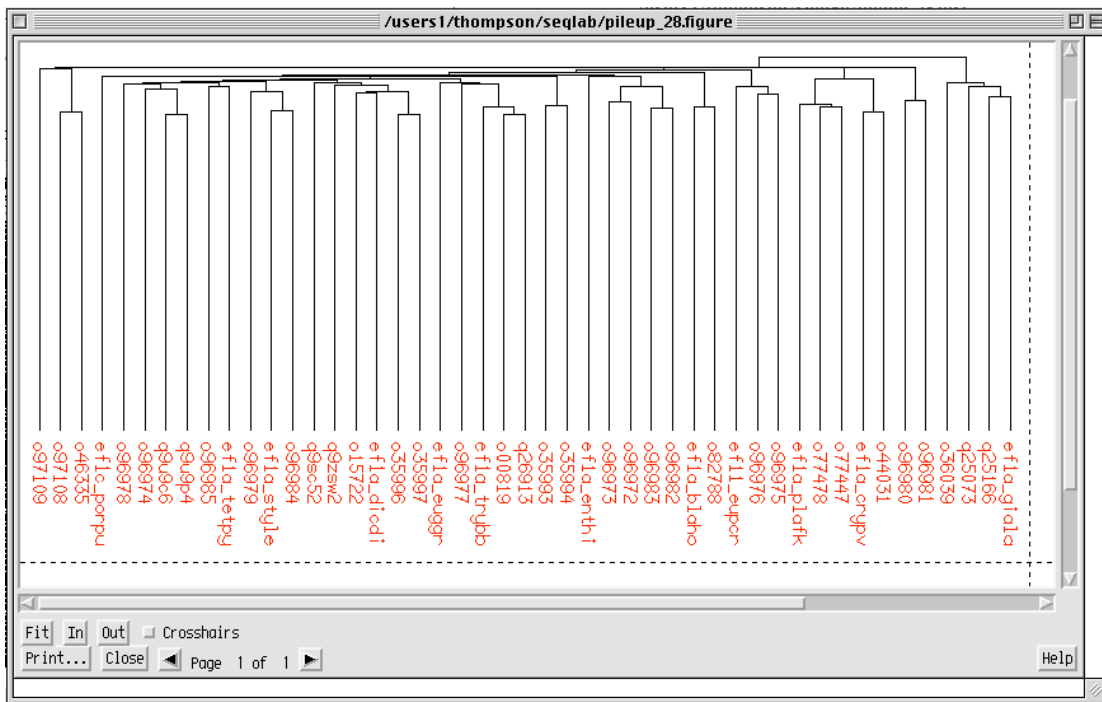 /users1/thompson/seqlab/pileup_28.figure
o97109
o97108
o46335
ef1c_porpu
o96978
o96974
q9u9c6
q9u9p4
o96985
ef1a_tetpy
o96979
ef1a_style
o96984
q9sc52
q9zsw2
o15722
ef1a_dicdi
o35996
o35997
ef1a_euggr
o96977
ef1a_trybb
o00819
q26913
o35993
o35994
ef1a_enthi
o96973
o96972
o96983
o96982
ef1a_blaho
o82788
ef11_eupcr
o96976
o96975
ef1a_plafk
o77478
o77447
ef1a_crypv
o44031
o96980
o96981
o36039
q25073
q25166
ef1a_giala
Fit In Out Crosshairs
Print... Close Page 1 of 1 Help